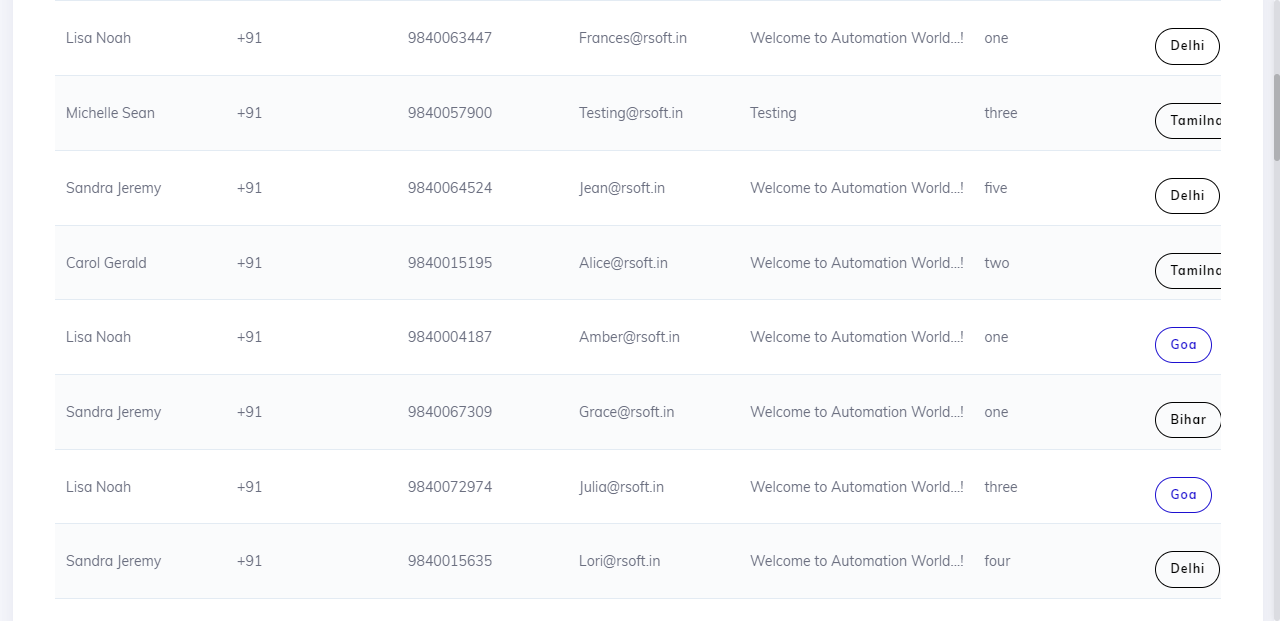 Lisa Noah +91 9840063447 Frances@rsoft.in Welcome to Automation World...! one Delhi
Michelle Sean +91 9840057900 Testing@rsoft.in Testing three
Sandra Jeremy +91 9840064524 Jean@rsoft.in Welcome to Automation World...! five Delhi
Carol Gerald +91 9840015195 Alice@rsoft.in Welcome to Automation World...! two
Lisa Noah +91 9840004187 Amber@rsoft.in Welcome to Automation World...! one Goa
Sandra Jeremy +91 9840067309 Grace@rsoft.in Welcome to Automation World...! one Bihar
Lisa Noah +91 9840072974 Julia@rsoft.in Welcome to Automation World...! three Goa
Sandra Jeremy +91 9840015635 Lori@rsoft.in Welcome to Automation World...! four Delhi